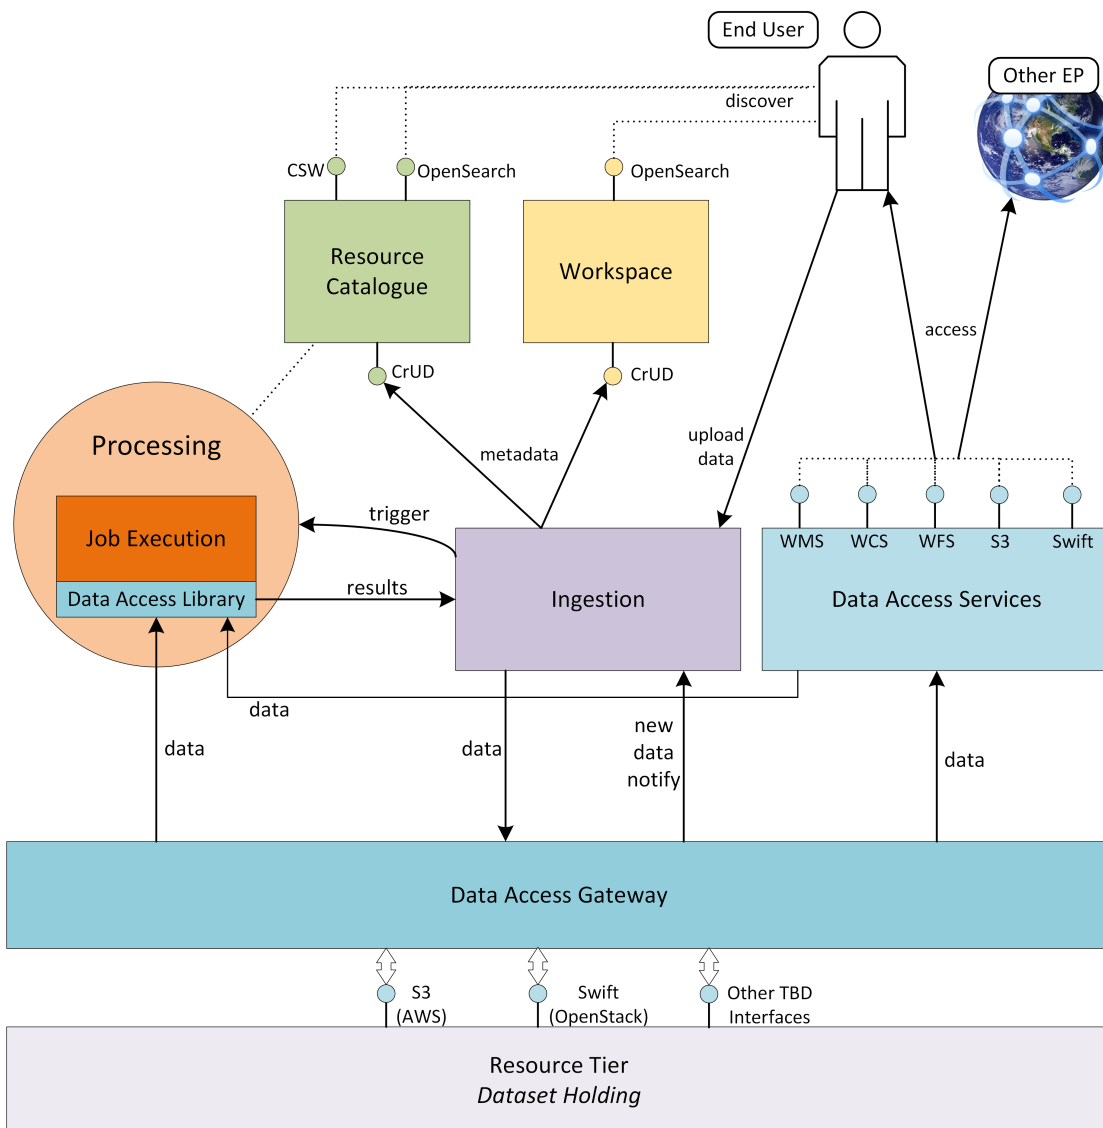 End User
Other EP
discover
CSW
OpenSearch
OpenSearch
Resource
Catalogue
Workspace
access
CrUD
CrUD
upload
data
Processing
metadata
trigger
Job Execution
WMS
WCS
WFS
S3
Swift
results
Data Access Library
Ingestion
Data Access Services
data
new
data
notify
data
data
data
Data Access Gateway
S3
(AWS)
Swift
(OpenStack)
Other TBD
Interfaces
Resource Tier
Dataset Holding